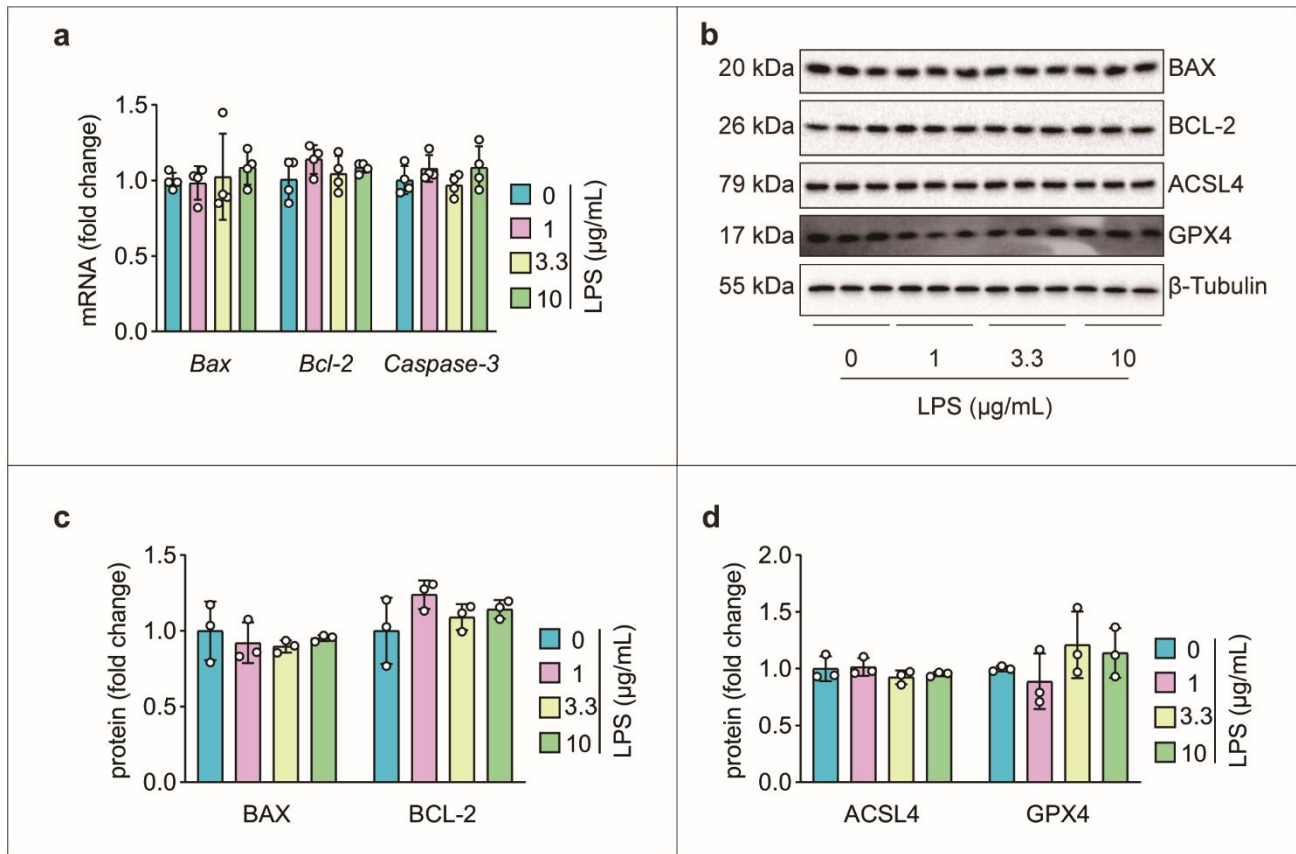 a
mRNA (fold change)
1.5
1.0
0.5
0.0
Bax Bcl-2 Caspase-3
0
1
3.3
10
LPS (μg/mL)
b
20 kDa BAX
26 kDa BCL-2
79 kDa ACSL4
17 kDa GPX4
55 kDa β-Tubulin
0 1 3.3 10
LPS (μg/mL)
c
protein (fold change)
1.5
1.0
0.5
0.0
BAX BCL-2
0
1
3.3
10
LPS (μg/mL)
d
protein (fold change)
2.0
1.5
1.0
0.5
0.0
ACSL4 GPX4
0
1
3.3
10
LPS (μg/mL)